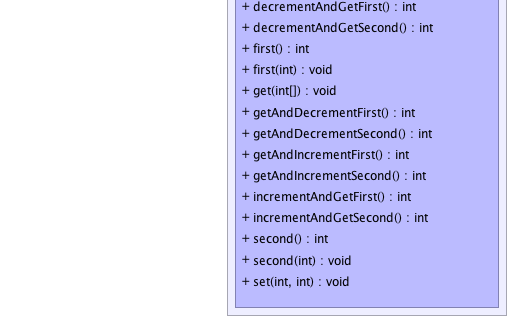 + decrementAndGetFirst() : int
+ decrementAndGetSecond() : int
+ first() : int
+ first(int) : void
+ get(int[]) : void
+ getAndDecrementFirst() : int
+ getAndDecrementSecond() : int
+ getAndIncrementFirst() : int
+ getAndIncrementSecond() : int
+ incrementAndGetFirst() : int
+ incrementAndGetSecond() : int
+ second() : int
+ second(int) : void
+ set(int, int) : void